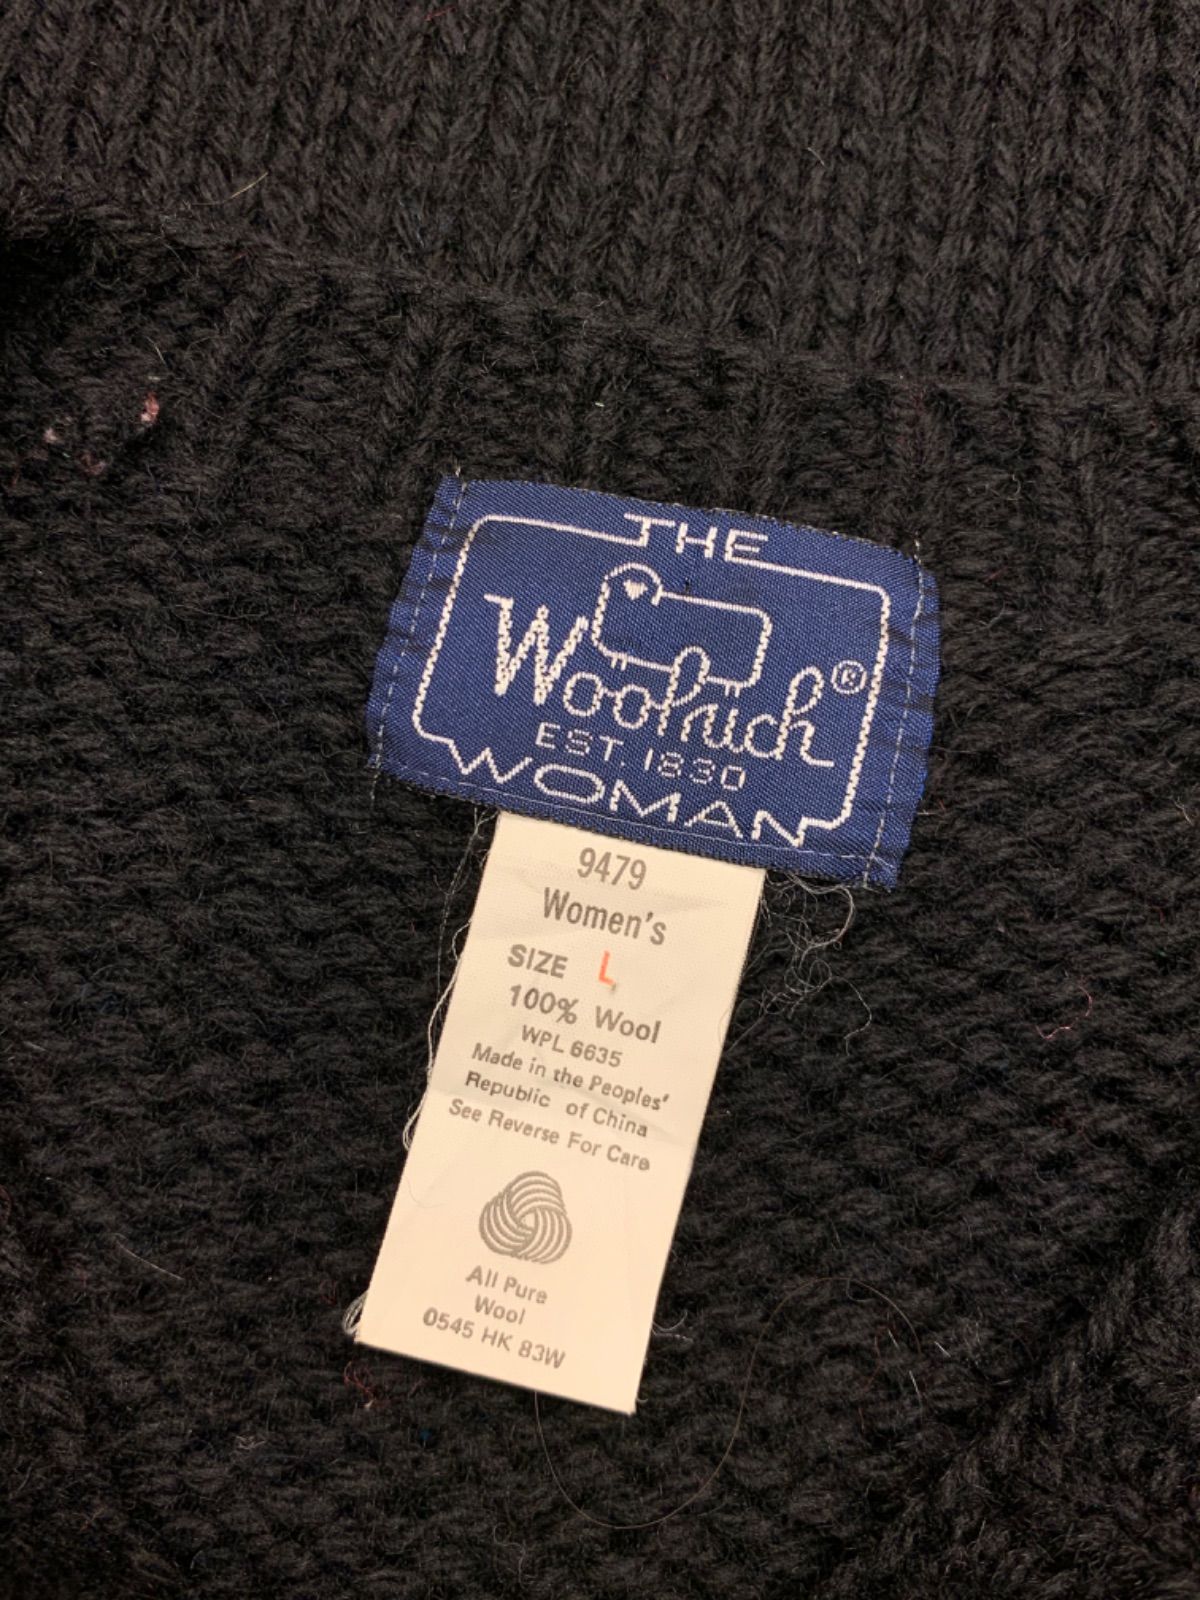 THE
Woolrich®
EST. 1830
WOMAN
9479
Women's
SIZE L
100% Wool
WPL 6635
Made in the Peoples'
Republic of China
See Reverse For Care
All Pure
Wool
0545 HK 83W